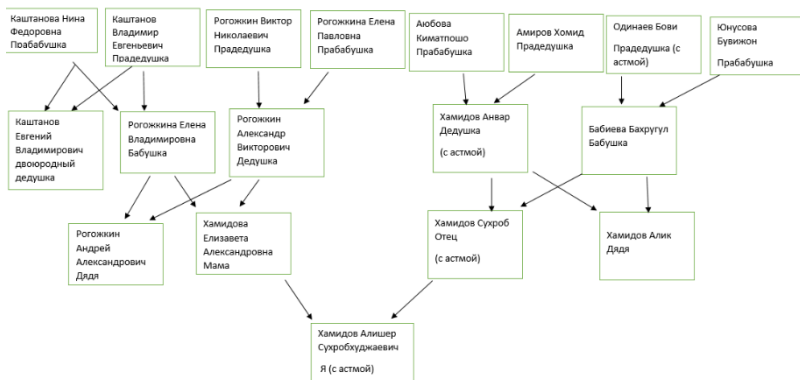 Каштанова Нина
Федоровна
Прабабушка
Каштанов
Владимир
Евгеньевич
Прадедушка
Рогожкин Виктор
Николаевич
Прадедушка
Рогожкина Елена
Павловна
Прабабушка
Аюбова
Киматпошо
Прабабушка
Амиров Хомид
Прадедушка
Одинаев Бови
Прадедушка (с
астмой)
Юнусова
Бувижон
Прабабушка
Каштанов
Евгений
Владимирович
двоюродный
дедушка
Рогожкина Елена
Владимировна
Бабушка
Рогожкин
Александр
Викторович
Дедушка
Хамидов Анвар
Дедушка
(с астмой)
Бабиева Бахругул
Бабушка
Рогожкин
Андрей
Александрович
Дядя
Хамидова
Елизавета
Александровна
Мама
Хамидов Сухроб
Отец
(с астмой)
Хамидов Алик
Дядя
Хамидов Алишер
Сухробхуджаевич
Я (с астмой)